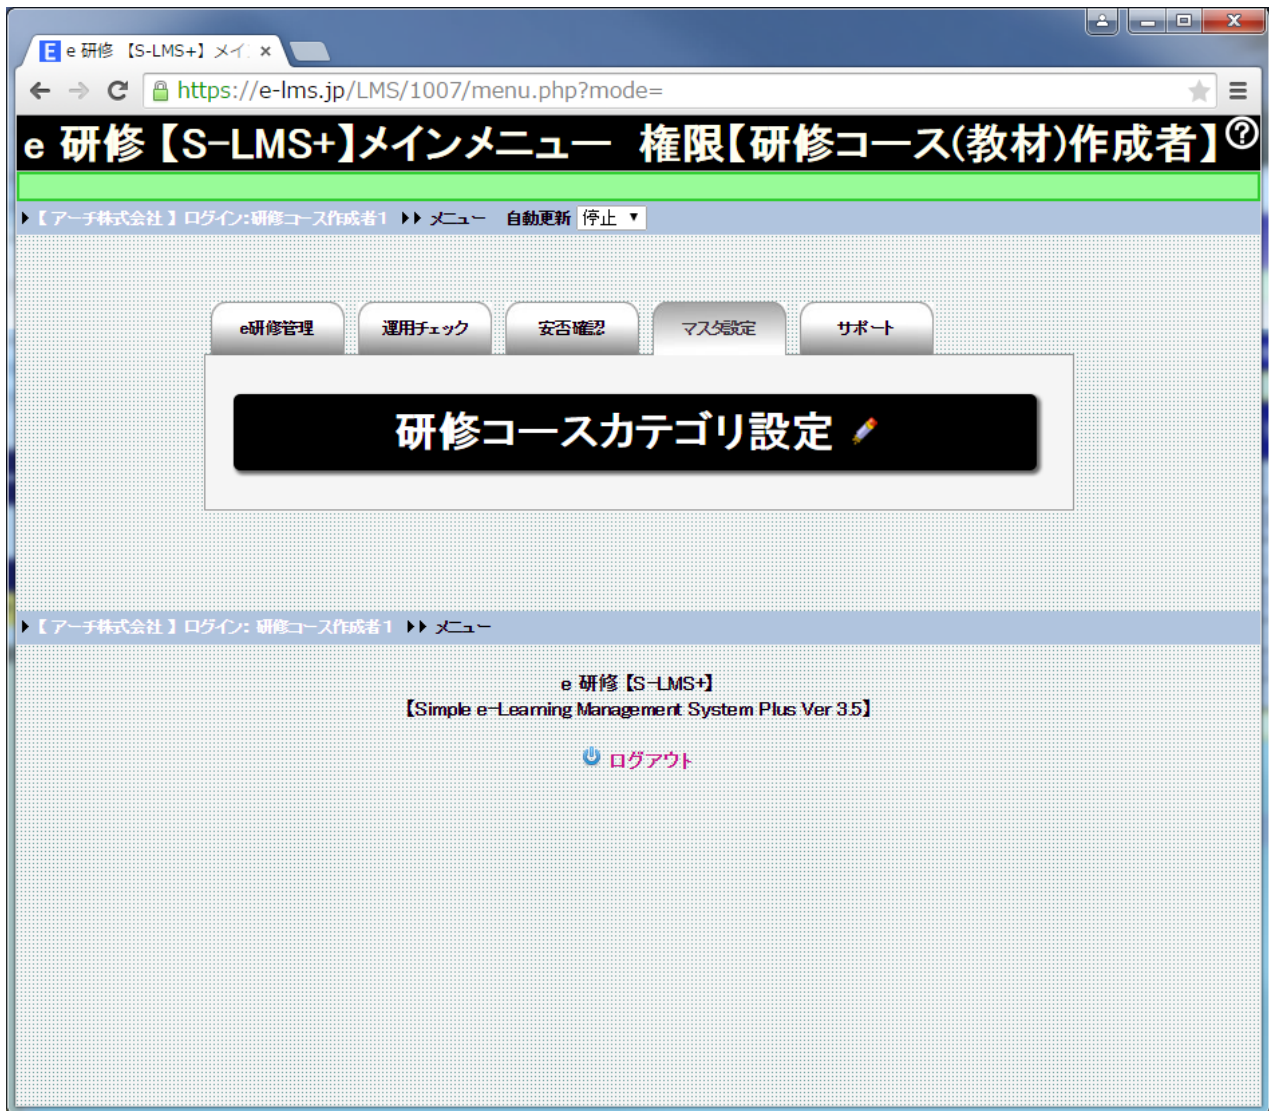 e 研修 【S-LMS+】 メイ
https://e-lms.jp/LMS/1007/menu.php?mode=
e 研修【S-LMS+】メインメニュー 権限【研修コース(教材)作成者】
【 アーチ株式会社 】 ログイン:研修コース作成者1 メニュー 自動更新 停止
e研修管理 運用チェック 安否確認 マスタ設定 サポート
研修コースカテゴリ設定
【 アーチ株式会社 】 ログイン: 研修コース作成者1 メニュー
e 研修【S-LMS+】
【Simple e-Learning Management System Plus Ver 3.5】
ログアウト